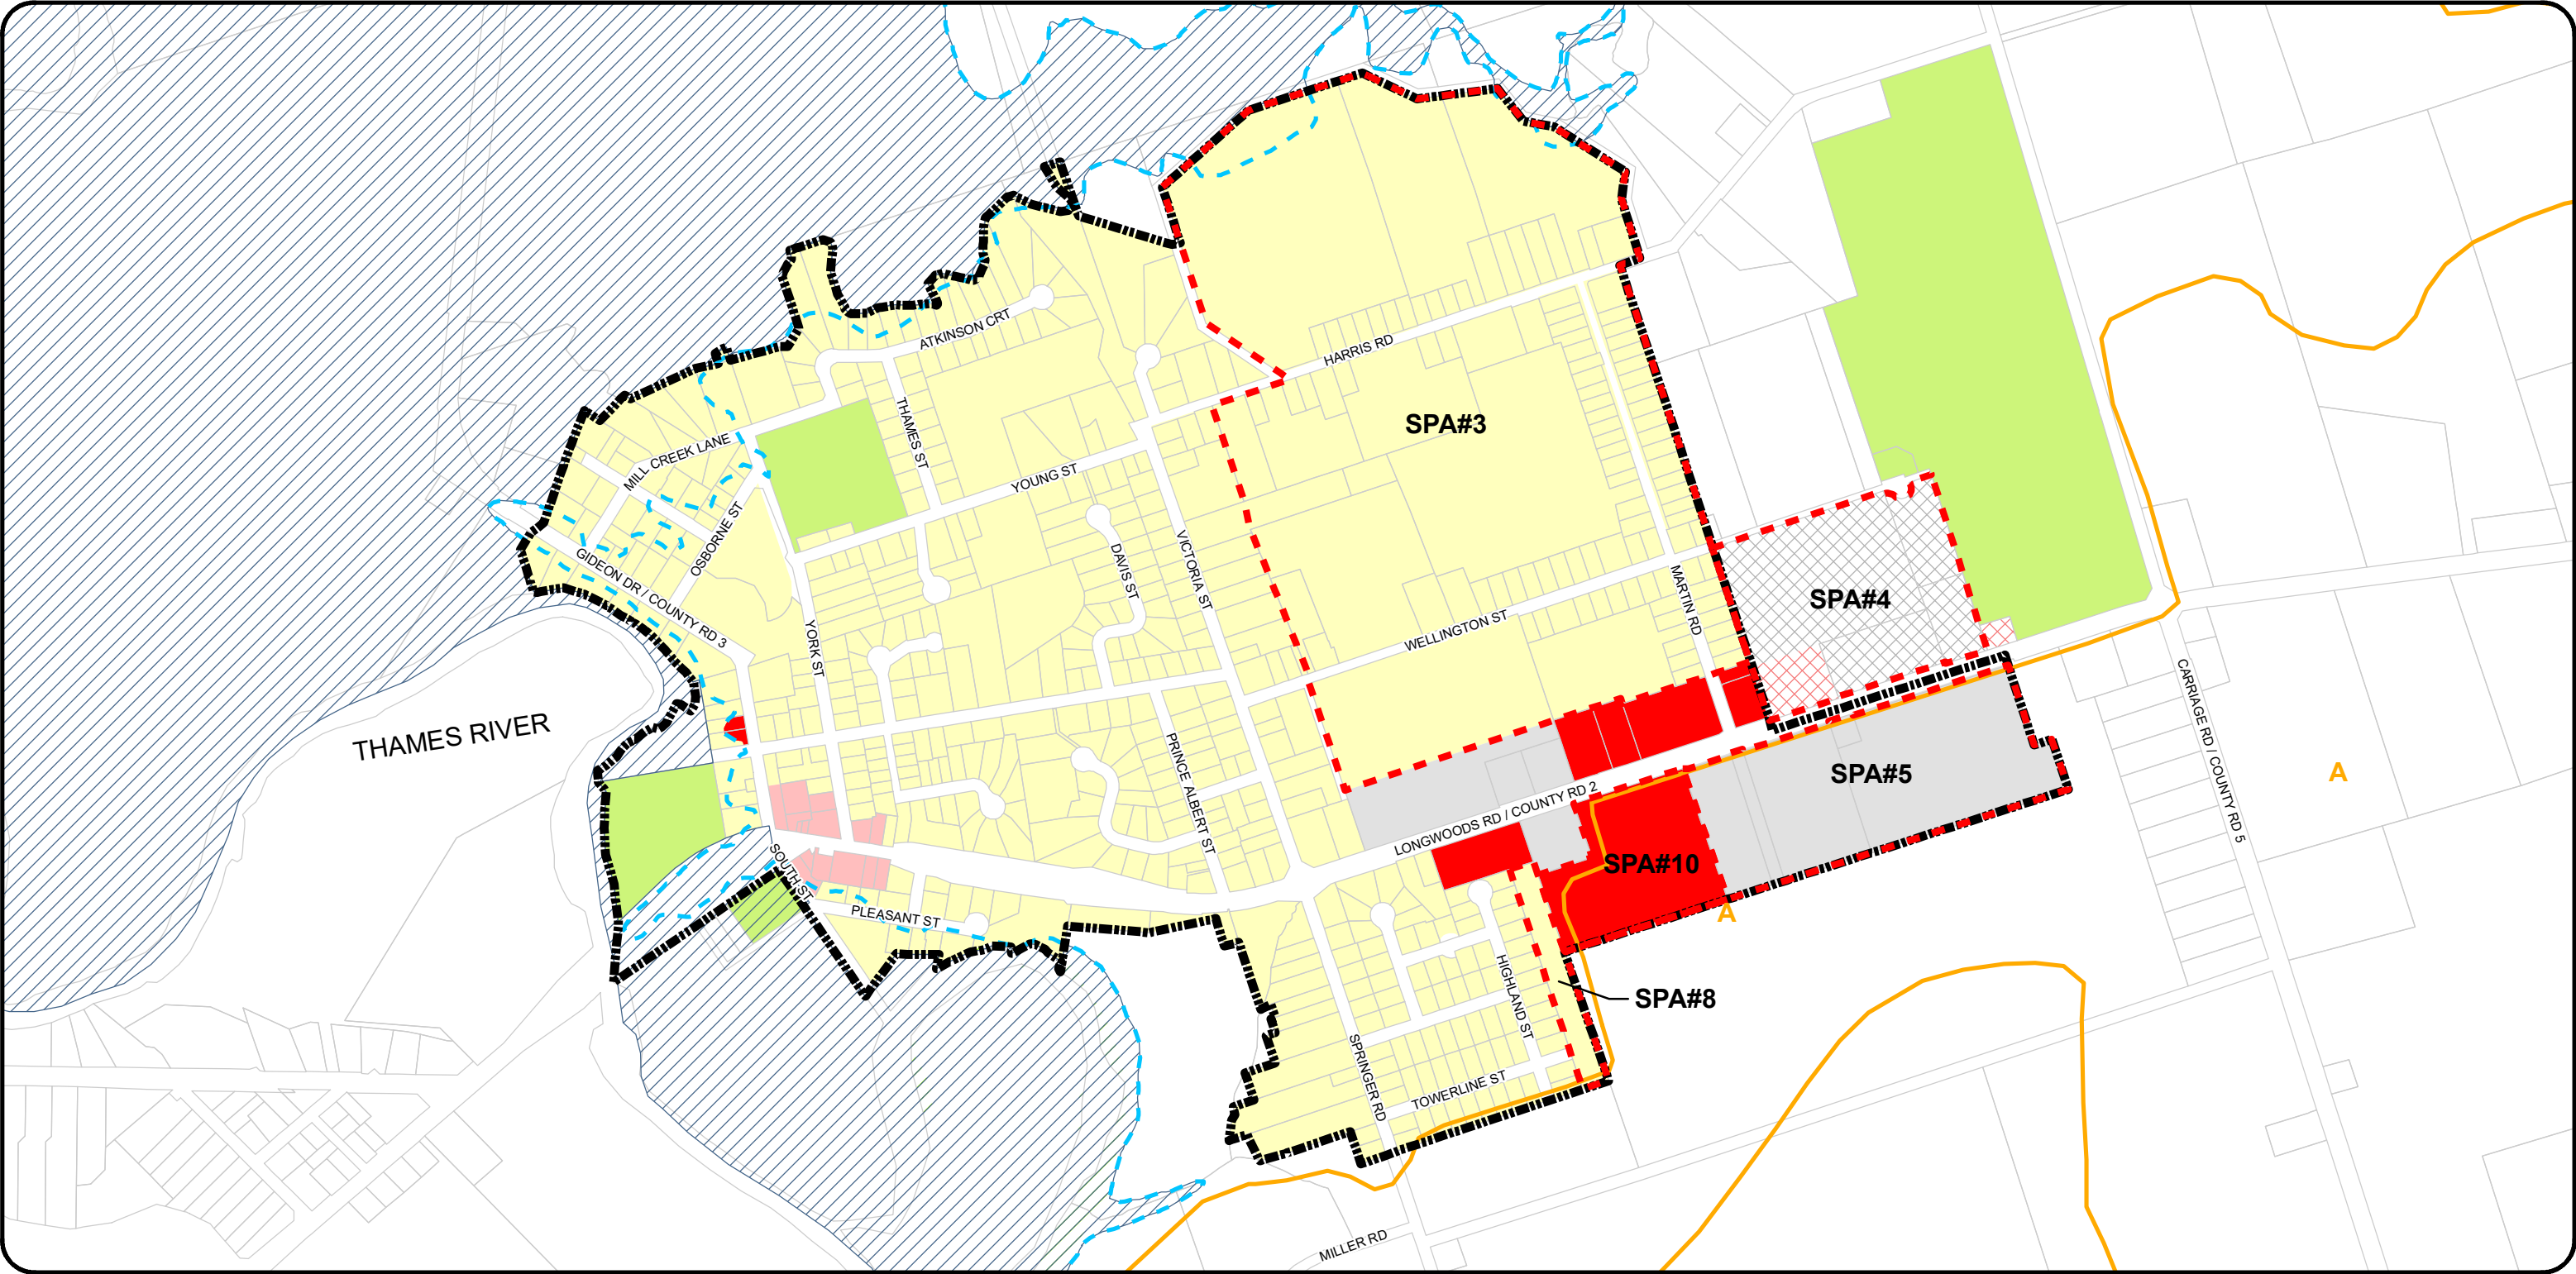 ATKINSON CRT
HARRIS RD
THAMES ST
SPA#3
MILL CREEK LANE
YOUNG ST
OSBORNE ST
VICTORIA ST
DAVIS ST
GIDEON DR / COUNTY RD 3
MARTIN RD
SPA#4
WELLINGTON ST
YORK ST
CARRIAGE RD / COUNTY RD 5
THAMES RIVER
PRINCE ALBERT ST
SPA#5
A
LONGWOODS RD / COUNTY RD 2
SPA#10
SOUTH ST
PLEASANT ST
A
HIGHLAND ST
SPA#8
SPRINGER RD
TOWERLINE ST
MILLER RD